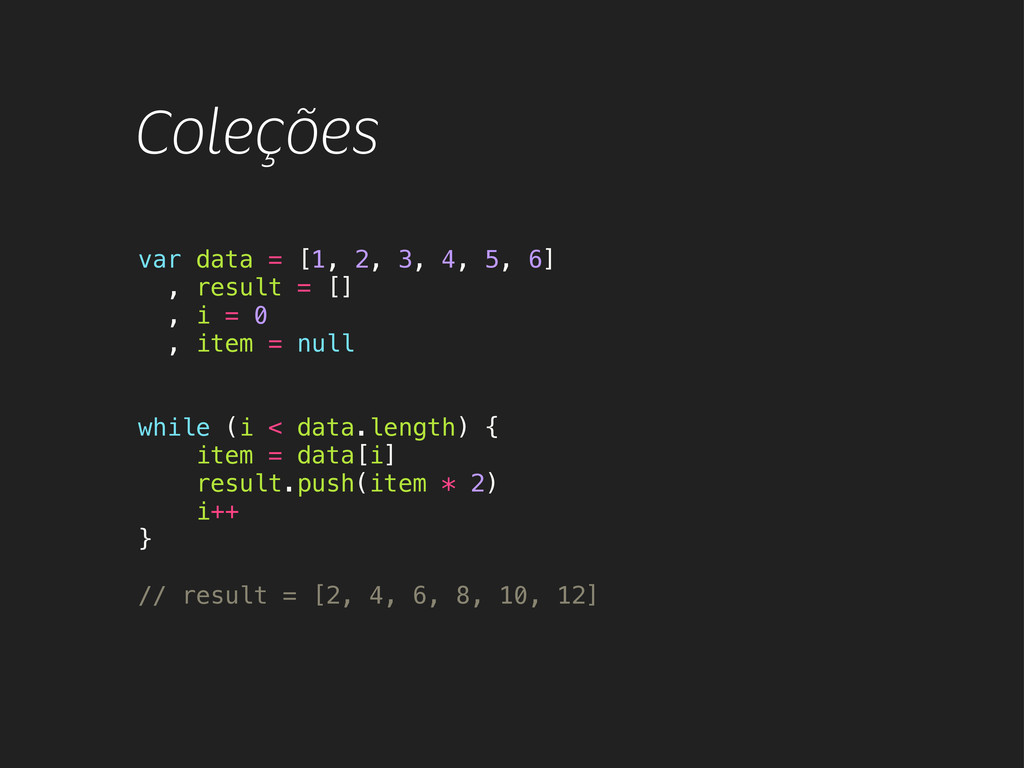 Coleções
var data = [1, 2, 3, 4, 5, 6]
  , result = []
  , i = 0
  , item = null
while (i < data.length) {
    item = data[i]
    result.push(item * 2)
    i++
}
// result = [2, 4, 6, 8, 10, 12]